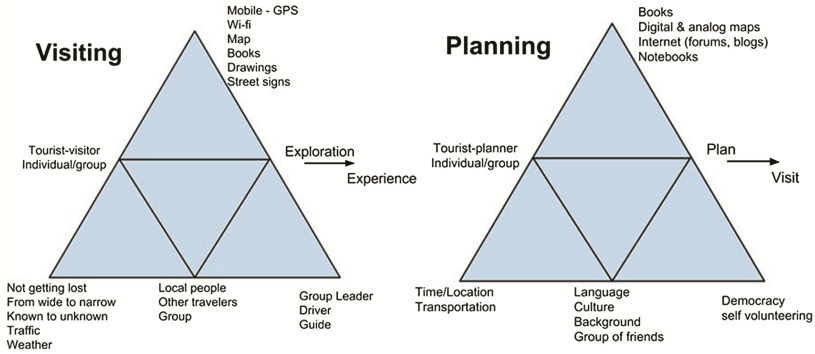 Visiting
Mobile - GPS
Wi-fi
Map
Books
Drawings
Street signs
Tourist-visitor
Individual/group
Exploration
Experience
Not getting lost
From wide to narrow
Known to unknown
Traffic
Weather
Local people
Other travelers
Group
Group Leader
Driver
Guide
Planning
Books
Digital & analog maps
Internet (forums, blogs)
Notebooks
Tourist-planner
Individual/group
Plan
Visit
Time/Location
Transportation
Language
Culture
Background
Group of friends
Democracy
self volunteering